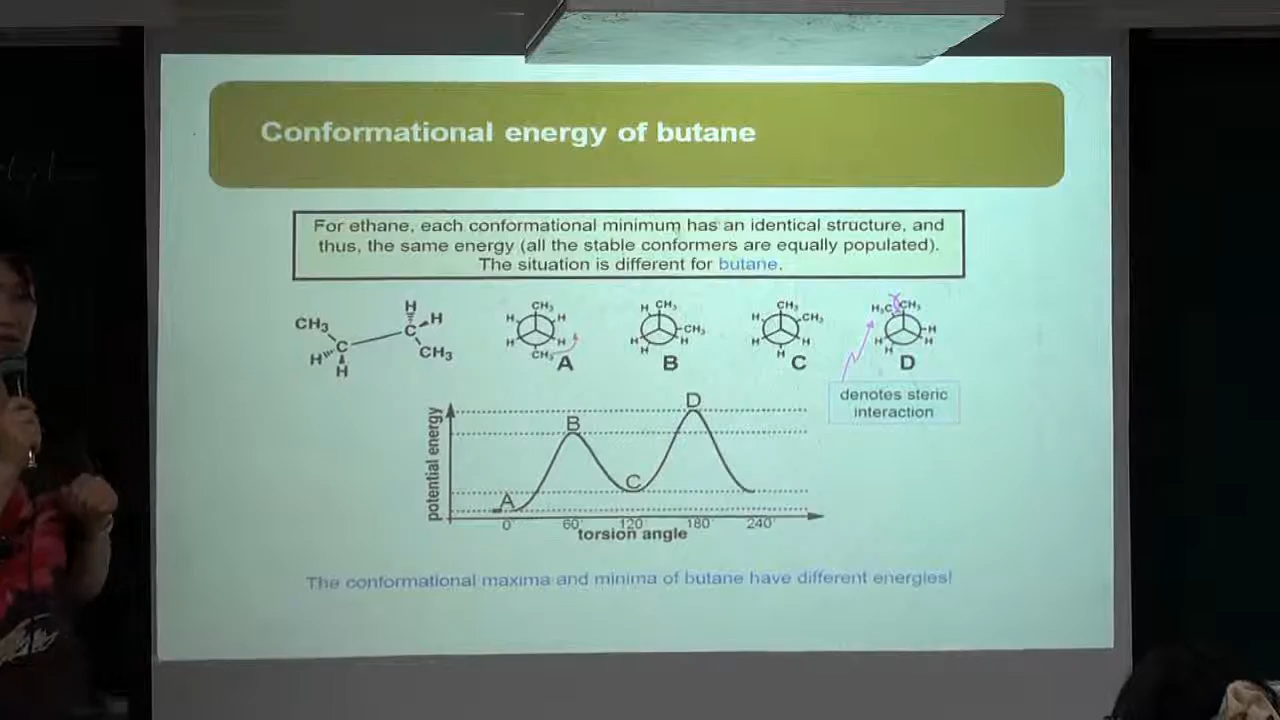 Conformational energy of butane
For ethane, each conformational minimum has an identical structure, and
thus, the same energy (all the stable conformers are equally populated).
The situation is different for butane.
H
CH₃ C H
H C CH₃
H
CH₃
H H
H H
CH₃ A
H CH₃
CH₃
H H
H
B
CH₃
H CH₃
H H
H C
H₃C CH₃
H
H H
H D
denotes steric
interaction
potential energy
A B C D
0° 60° 120° 180° 240°
torsion angle
The conformational maxima and minima of butane have different energies!